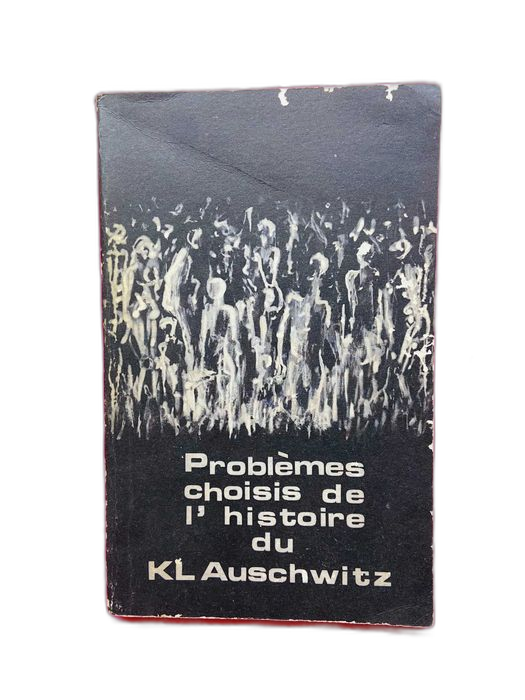 Problèmes
choisis de
l' histoire
du
KL Auschwitz